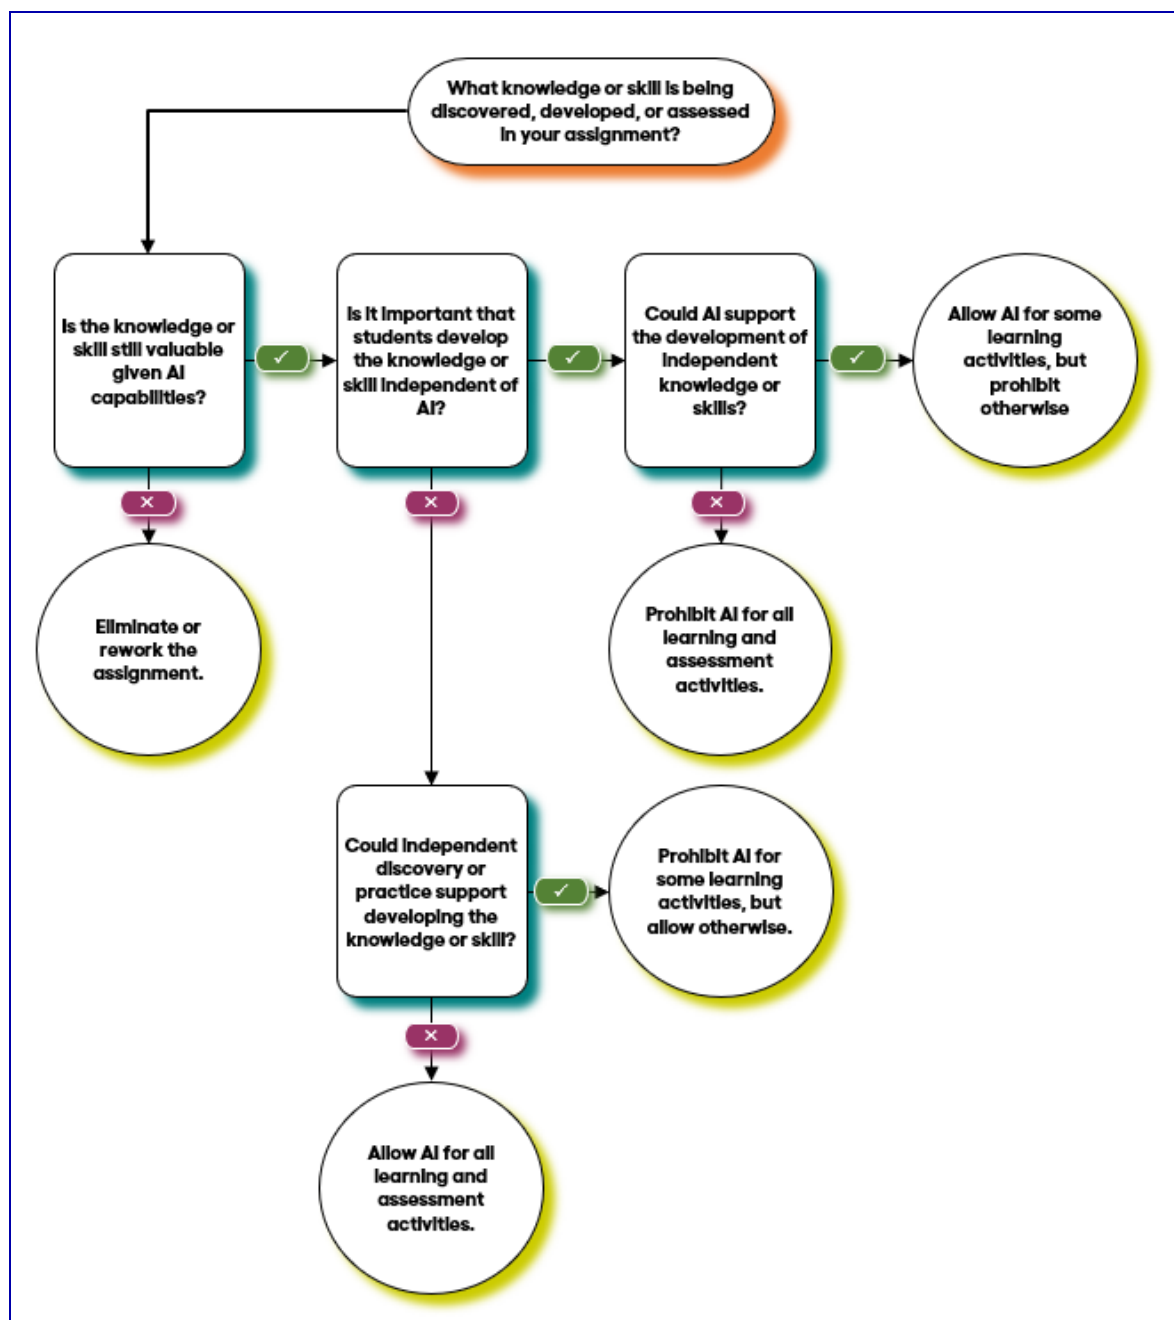 What knowledge or skill is being
discovered, developed, or assessed
in your assignment?
Is the knowledge or
skill still valuable
given AI
capabilities?
✓
Is it important that
students develop
the knowledge or
skill independent of
AI?
✓
Could AI support
the development of
independent
knowledge or
skills?
✓
Allow AI for some
learning
activities, but
prohibit
otherwise
✕
✕
✕
Eliminate or
rework the
assignment.
Prohibit AI for all
learning and
assessment
activities.
Could independent
discovery or
practice support
developing the
knowledge or skill?
✓
Prohibit AI for
some learning
activities, but
allow otherwise.
✕
Allow AI for all
learning and
assessment
activities.